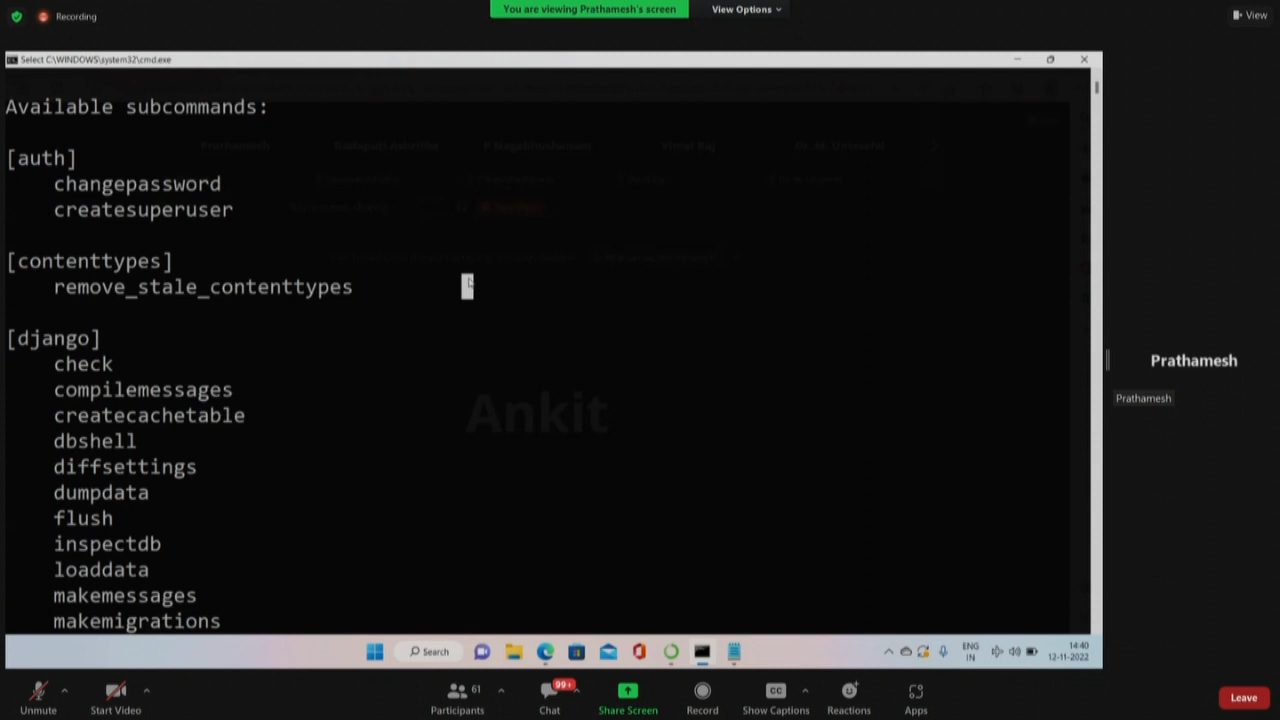 Recording
You are viewing Prathamesh's screen
View Options
View
Select C:\WINDOWS\system32\cmd.exe
Available subcommands:
[auth]
changepassword
createsuperuser
[contenttypes]
remove_stale_contenttypes
[django]
check
compilemessages
createcachetable
dbshell
diffsettings
dumpdata
flush
inspectdb
loaddata
makemessages
makemigrations
Ankit
Prathamesh
Prathamesh
Search
ENG
IN
14:40
12-11-2022
Unmute
Start Video
61
Participants
99+
Chat
Share Screen
Record
CC
Show Captions
Reactions
Apps
Leave